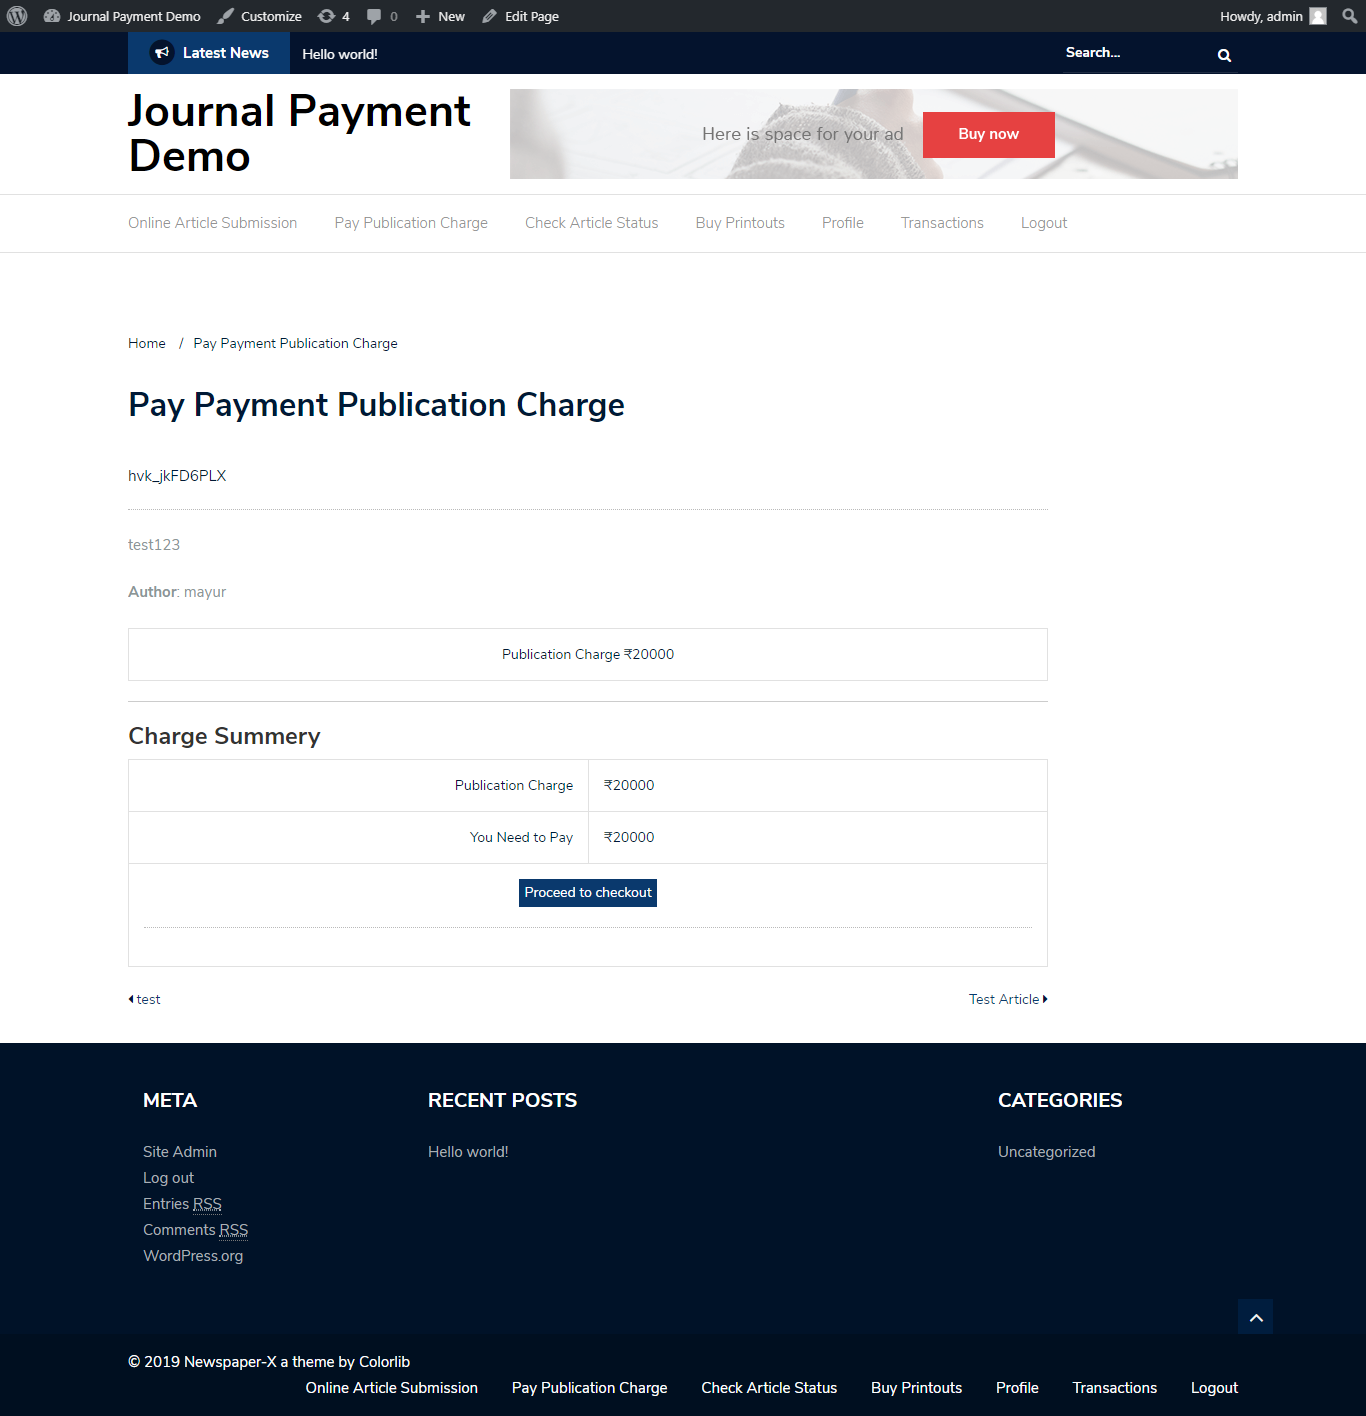 Journal Payment Demo Customize 4 0 New Edit Page Howdy, admin
Latest News Hello world! Search...
Journal Payment
Demo
Here is space for your ad Buy now
Online Article Submission Pay Publication Charge Check Article Status Buy Printouts Profile Transactions Logout
Home / Pay Payment Publication Charge
Pay Payment Publication Charge
hvk_jkFD6PLX
test123
Author: mayur
Publication Charge ₹20000
Charge Summery
Publication Charge ₹20000
You Need to Pay ₹20000
Proceed to checkout
test Test Article
META RECENT POSTS CATEGORIES
Site Admin Hello world! Uncategorized
Log out
Entries RSS
Comments RSS
WordPress.org
© 2019 Newspaper-X a theme by Colorlib
Online Article Submission Pay Publication Charge Check Article Status Buy Printouts Profile Transactions Logout